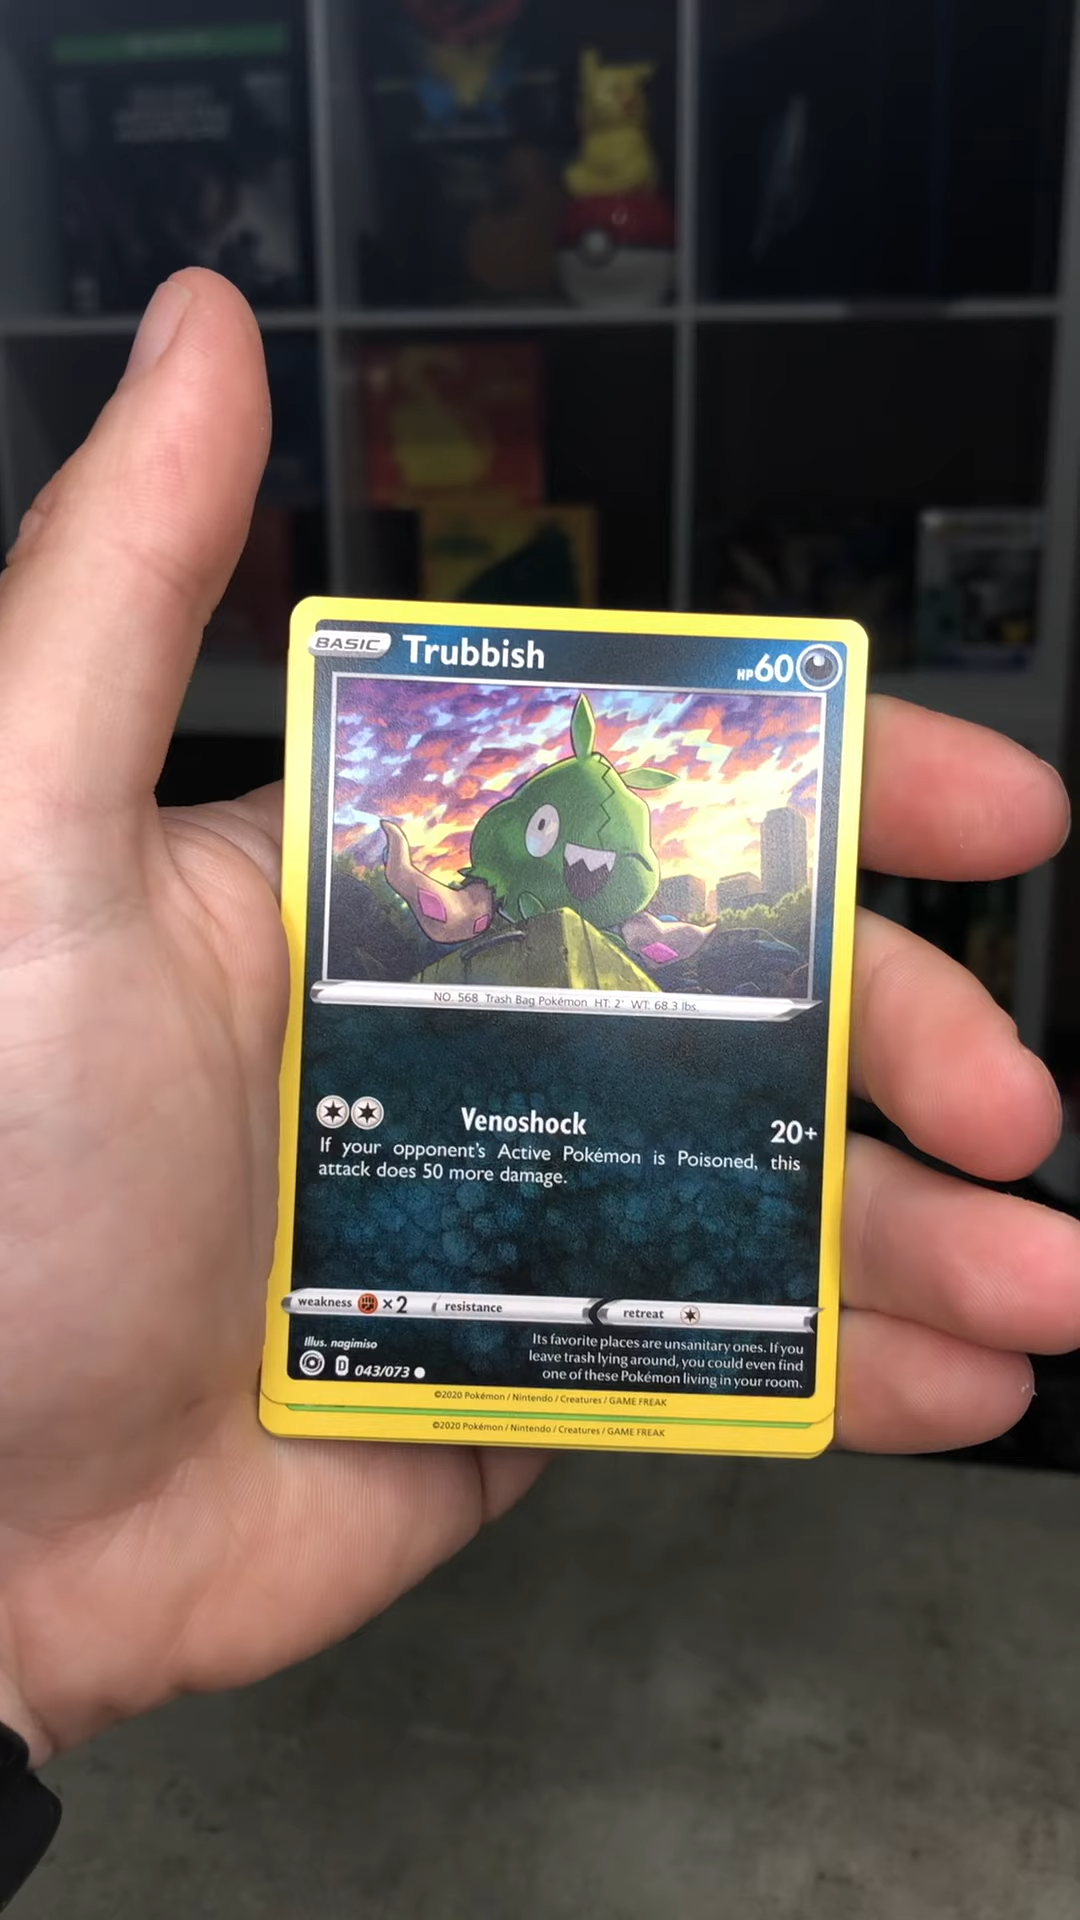 BASIC Trubbish HP60
NO. 568 Trash Bag Pokémon HT: 2' WT: 68.3 lbs.
Venoshock 20+
If your opponent's Active Pokémon is Poisoned, this
attack does 50 more damage.
weakness ×2 resistance retreat
Illus. nagimiso
D 043/073
Its favorite places are unsanitary ones. If you
leave trash lying around, you could even find
one of these Pokémon living in your room.
©2020 Pokémon / Nintendo / Creatures / GAME FREAK
©2020 Pokémon / Nintendo / Creatures / GAME FREAK